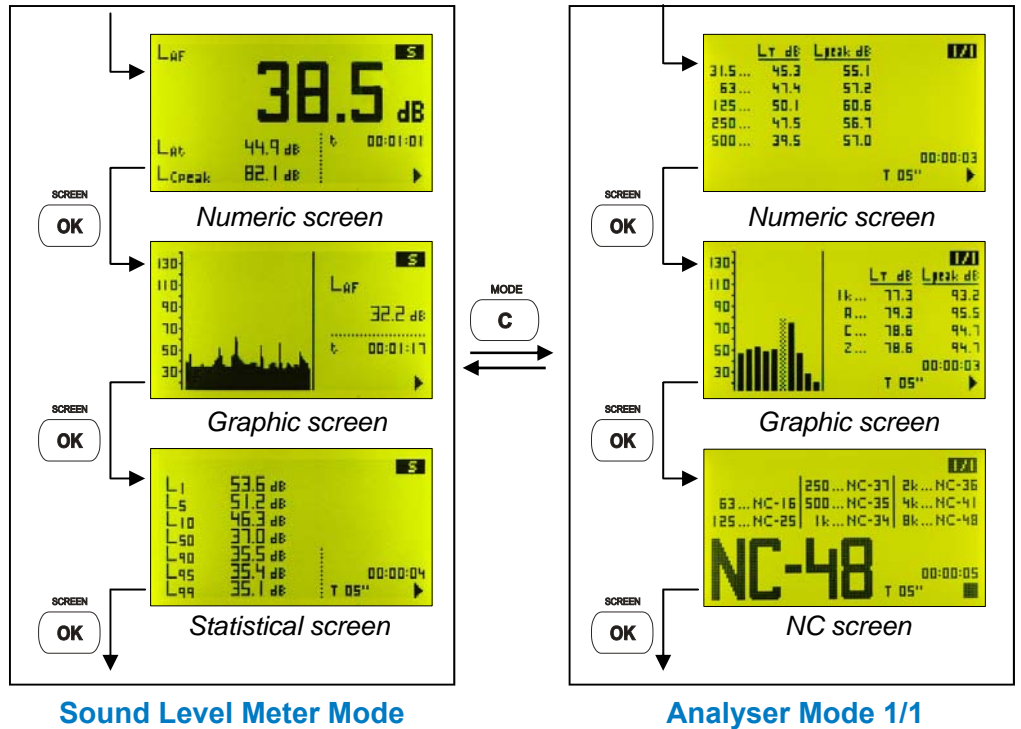 LAF S
38.5 dB
LAt 44.9 dB t 00:01:01
LCpeak 82.1 dB
Numeric screen
SCREEN
OK
130
110
90
70
50
30
S
LAF
32.2 dB
t 00:01:17
Graphic screen
SCREEN
OK
S
L1 53.6 dB
L5 51.2 dB
L10 46.3 dB
L50 37.0 dB
L90 35.5 dB
L95 35.4 dB 00:00:04
L99 35.1 dB T 05"
Statistical screen
SCREEN
OK
Sound Level Meter Mode
MODE
C
LT dB Lpeak dB 1/1
31.5... 45.3 55.1
63... 47.4 57.2
125... 50.1 60.6
250... 47.5 56.7
500... 39.5 57.0
00:00:03
T 05"
Numeric screen
SCREEN
OK
130
110
90
70
50
30
1/1
LT dB Lpeak dB
1k... 77.3 93.2
A... 79.3 95.5
C... 78.6 94.7
Z... 78.6 94.7
00:00:03
T 05"
Graphic screen
SCREEN
OK
1/1
250...NC-37 2k...NC-36
63...NC-16 500...NC-35 4k...NC-41
125...NC-25 1k...NC-34 8k...NC-48
NC-48
00:00:05
T 05"
NC screen
SCREEN
OK
Analyser Mode 1/1